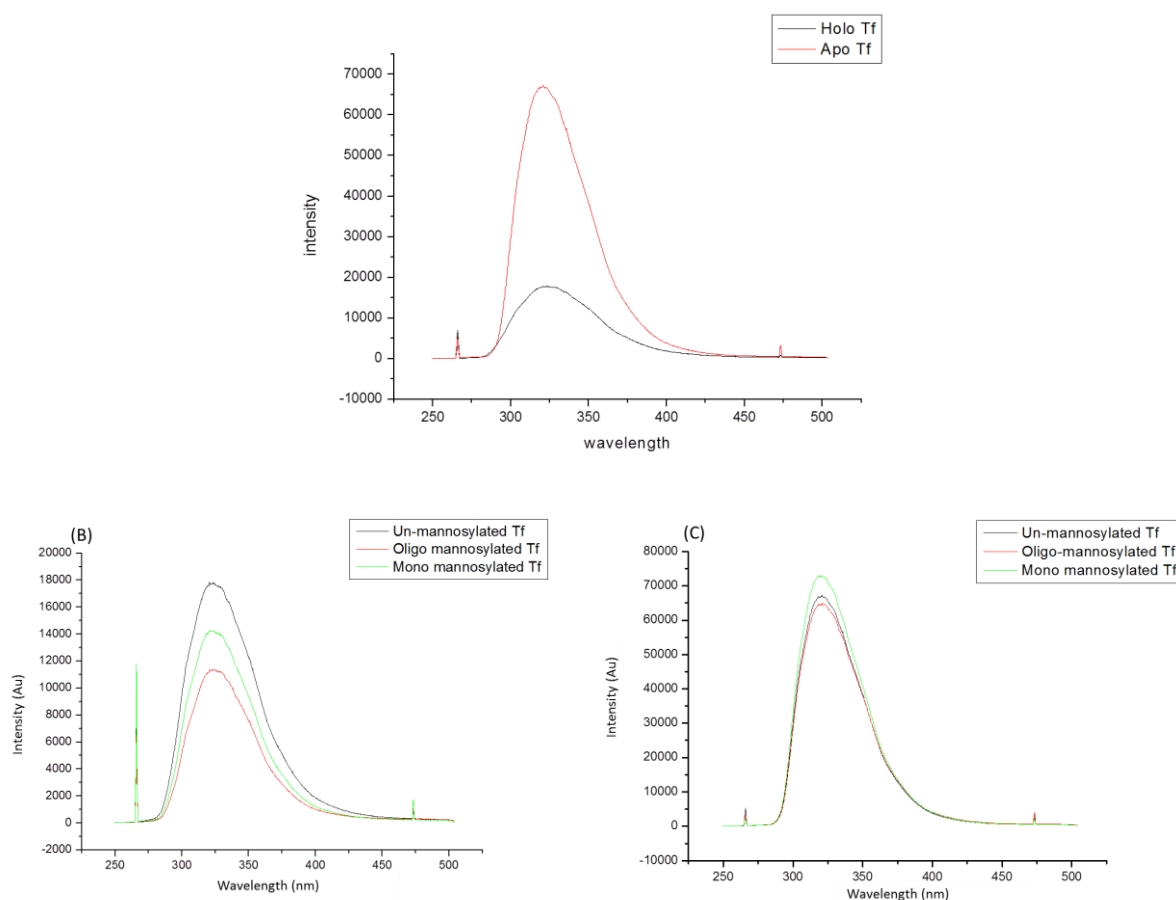 Holo Tf
Apo Tf
70000
60000
50000
40000
30000
20000
10000
0
-10000
intensity
250 300 350 400 450 500
wavelength
(B)
Un-mannosylated Tf
Oligo mannosylated Tf
Mono mannosylated Tf
20000
18000
16000
14000
12000
10000
8000
6000
4000
2000
0
-2000
Intensity (Au)
250 300 350 400 450 500
Wavelength (nm)
(C)
Un-mannosylated Tf
Oligo-mannosylated Tf
Mono mannosylated Tf
80000
70000
60000
50000
40000
30000
20000
10000
0
-10000
Intensity (Au)
250 300 350 400 450 500
Wavelength (nm)